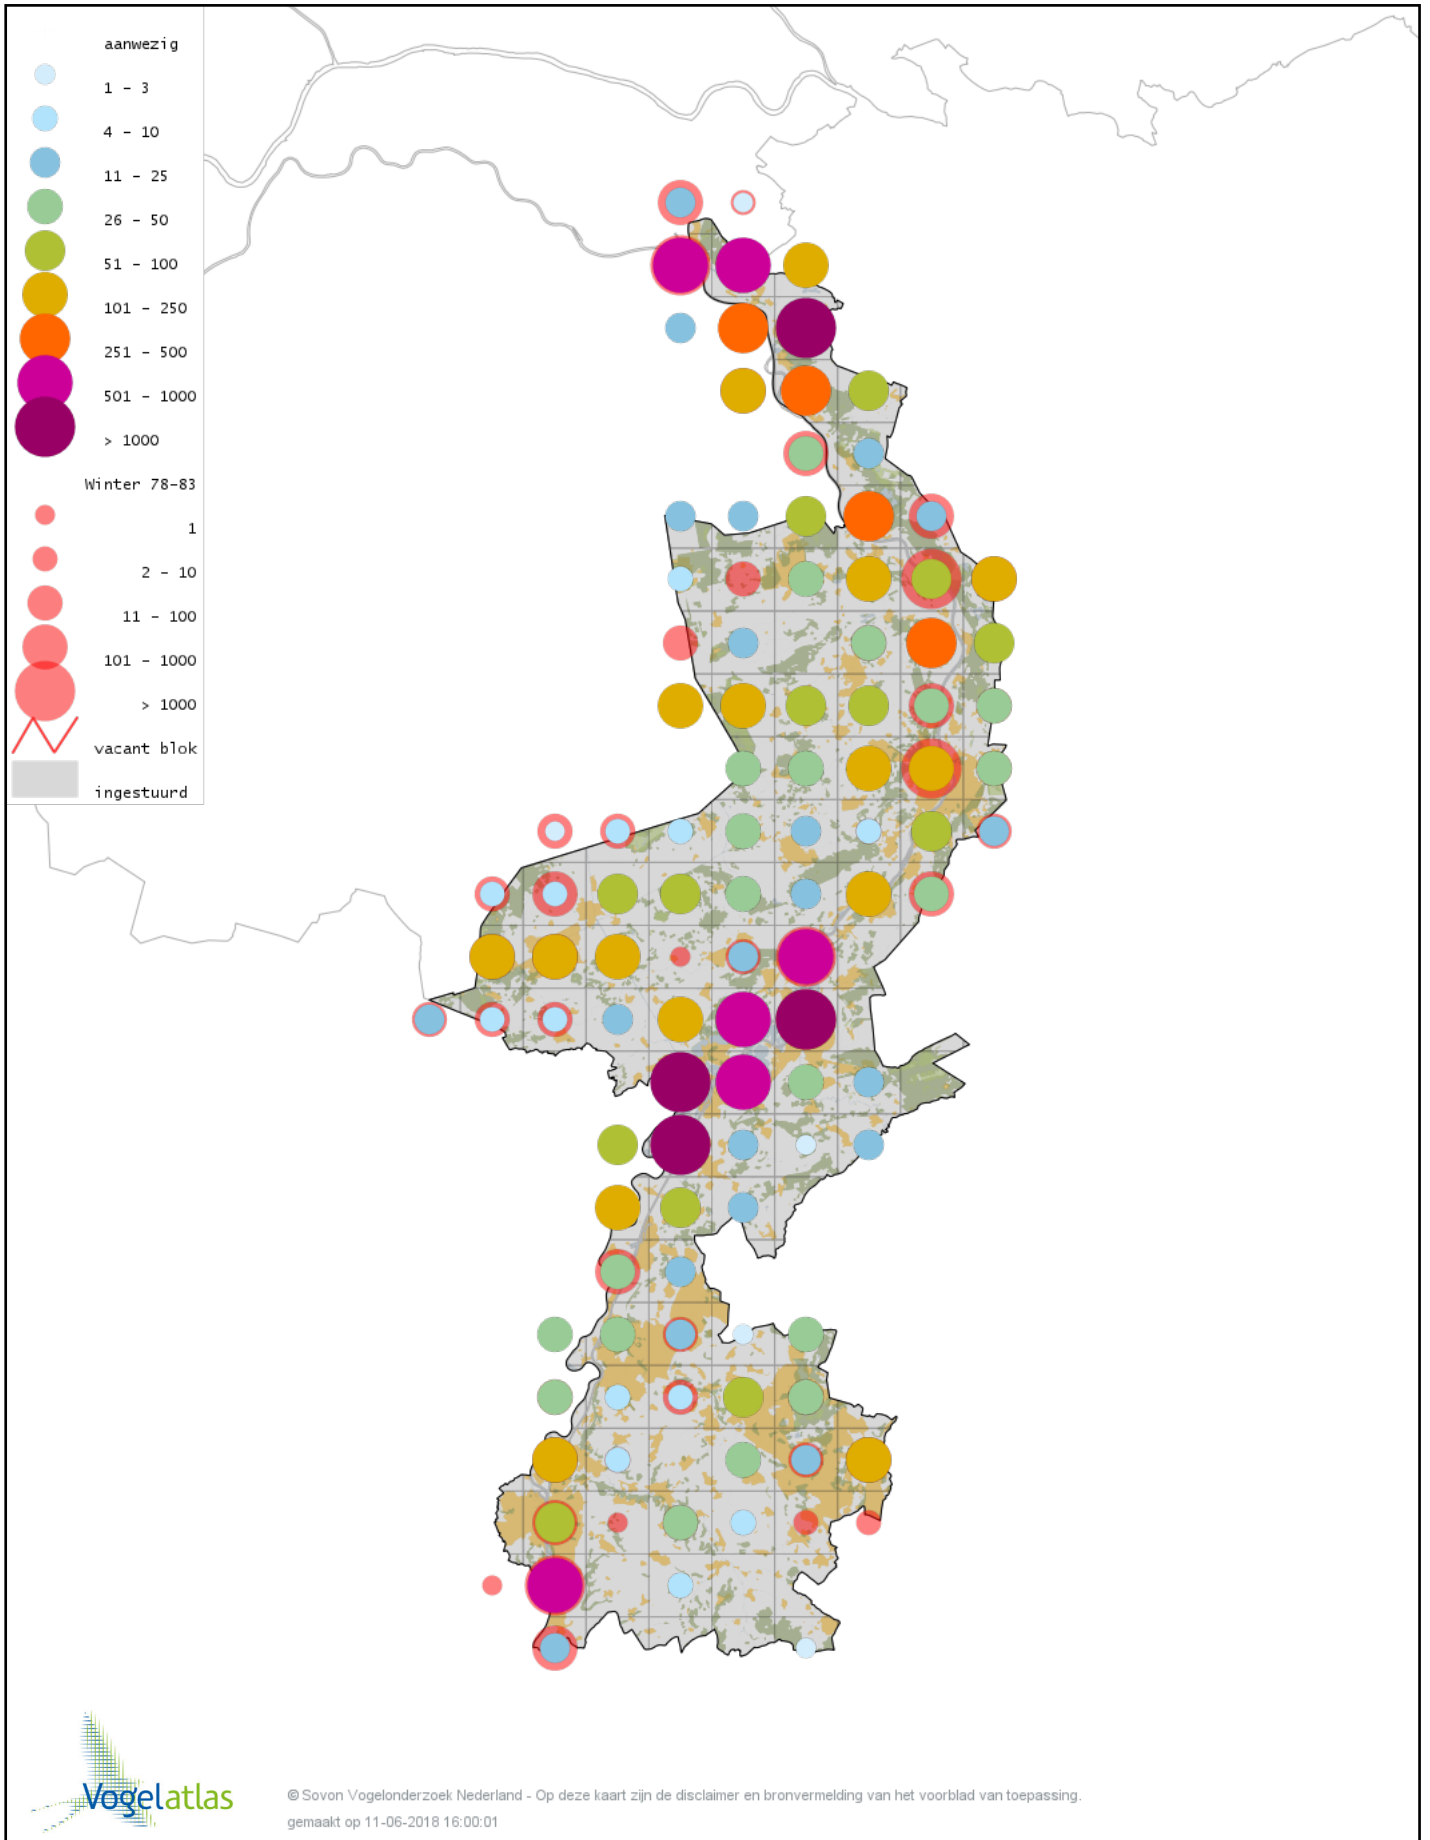 aanwezig
1 – 3
4 – 10
11 – 25
26 – 50
51 – 100
101 – 250
251 – 500
501 – 1000
> 1000
Winter 78–83
1
2 – 10
11 – 100
101 – 1000
> 1000
vacant blok
ingestuurd
Vogelatlas
© Sovon Vogelonderzoek Nederland - Op deze kaart zijn de disclaimer en bronvermelding van het voorblad van toepassing.
gemaakt op 11-06-2018 16:00:01